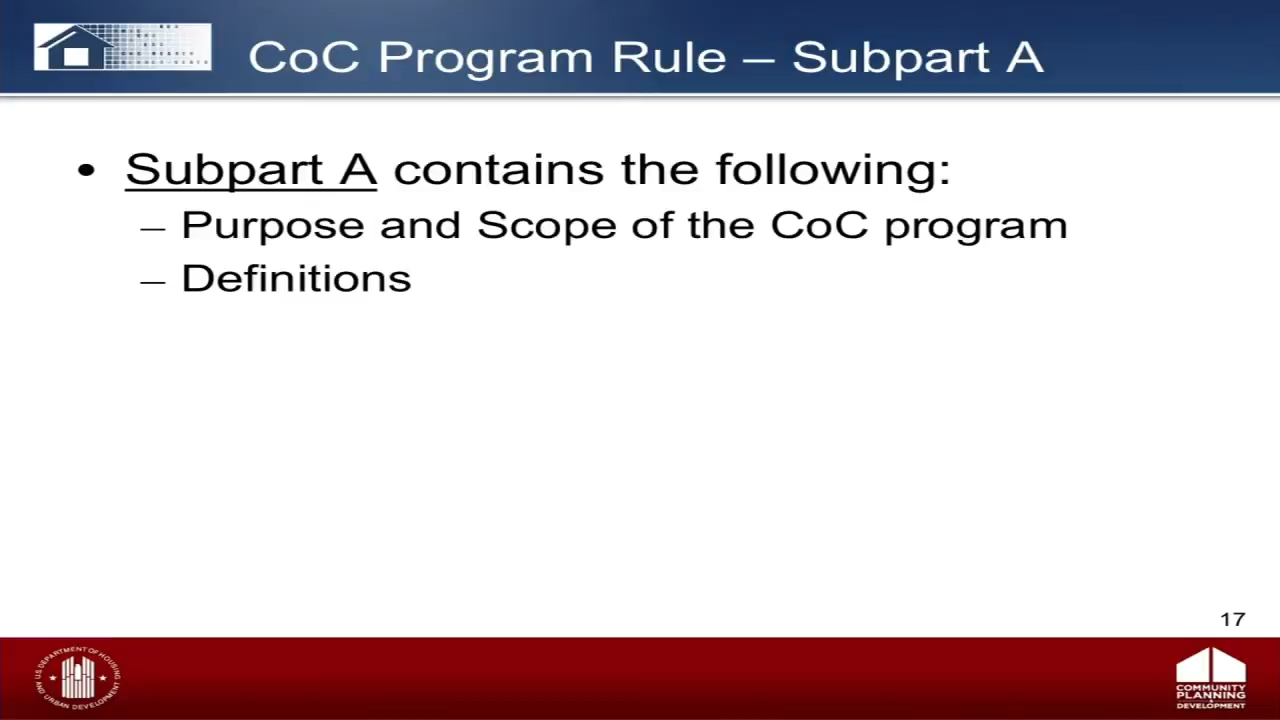 CoC Program Rule – Subpart A
• Subpart A contains the following:
– Purpose and Scope of the CoC program
– Definitions
17
U.S. DEPARTMENT OF HOUSING
AND URBAN DEVELOPMENT
COMMUNITY
PLANNING
DEVELOPMENT